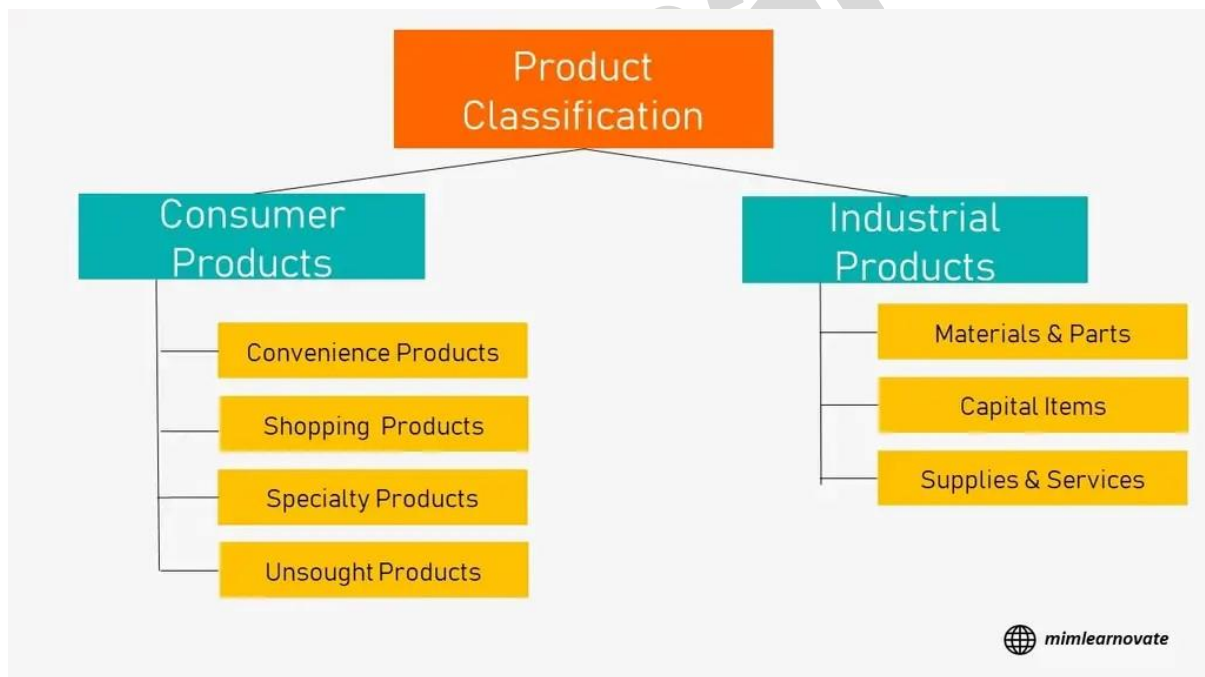 Product
Classification
Consumer
Products
Industrial
Products
Convenience Products
Shopping Products
Specialty Products
Unsought Products
Materials & Parts
Capital Items
Supplies & Services
mimlearnovate